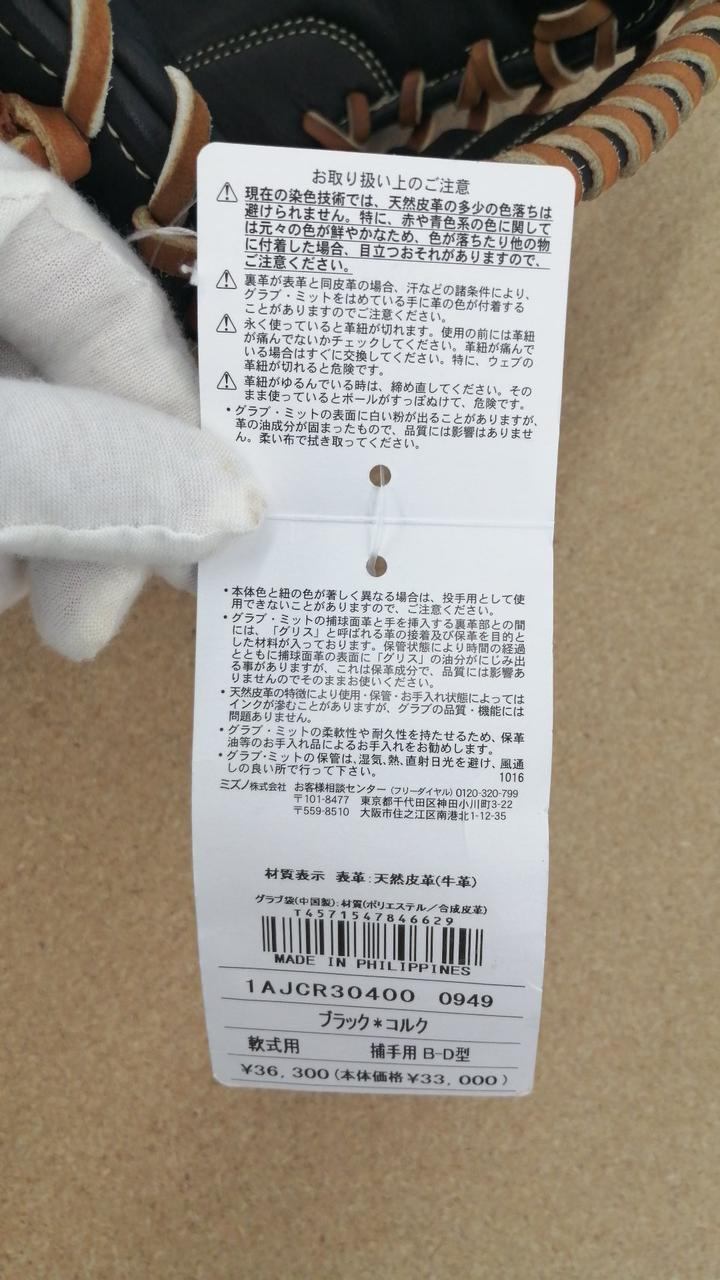 お取り扱い上のご注意
現在の染色技術では、天然皮革の多少の色落ちは
避けられません。特に、赤や青色系の色に関して
は元々の色が鮮やかなため、色が落ちたり他の物
に付着した場合、目立つおそれがありますので、
ご注意ください。
裏革が表革と同皮革の場合、汗などの諸条件により、
グラブ・ミットをはめている手に革の色が付着する
ことがありますのでご注意ください。
永く使っていると革紐が切れます。使用の前には革紐
が痛んでないかチェックしてください。革紐が痛んで
いる場合はすぐに交換してください。特に、ウェブの
革紐が切れると危険です。
革紐がゆるんでいる時は、締め直してください。その
まま使っているとボールがすっぽぬけて、危険です。
・グラブ・ミットの表面に白い粉が出ることがありますが、
革の油成分が固まったもので、品質には影響はありませ
ん。柔い布で拭き取ってください。
・本体色と紐の色が著しく異なる場合は、投手用として使
用できないことがありますので、ご注意ください。
・グラブ・ミットの捕球面革と手を挿入する裏革部との間
には、「グリス」と呼ばれる革の接着及び保革を目的と
した材料が入っております。保管状態により時間の経過
とともに捕球面革の表面に「グリス」の油分がにじみ出
る事がありますが、これは保革成分で、品質には影響あ
りませんのでそのままお使いください。
・天然皮革の特徴により使用・保管・お手入れ状態によっては
インクが滲むことがありますが、グラブの品質・機能には
問題ありません。
・グラブ・ミットの柔軟性や耐久性を持たせるため、保革
油等のお手入れ品によるお手入れをお勧めします。
・グラブ・ミットの保管は、湿気、熱、直射日光を避け、風通
しの良い所で行って下さい。 1016
ミズノ株式会社 お客様相談センター（フリーダイヤル）0120-320-799
〒101-8477 東京都千代田区神田小川町3-22
〒559-8510 大阪市住之江区南港北1-12-35
材質表示 表革：天然皮革(牛革)
グラブ袋(中国製)：材質(ポリエステル／合成皮革)
T4571547846629
MADE IN PHILIPPINES
1AJCR30400 0949
ブラック＊コルク
軟式用 捕手用 B-D型
¥36,300(本体価格¥33,000)